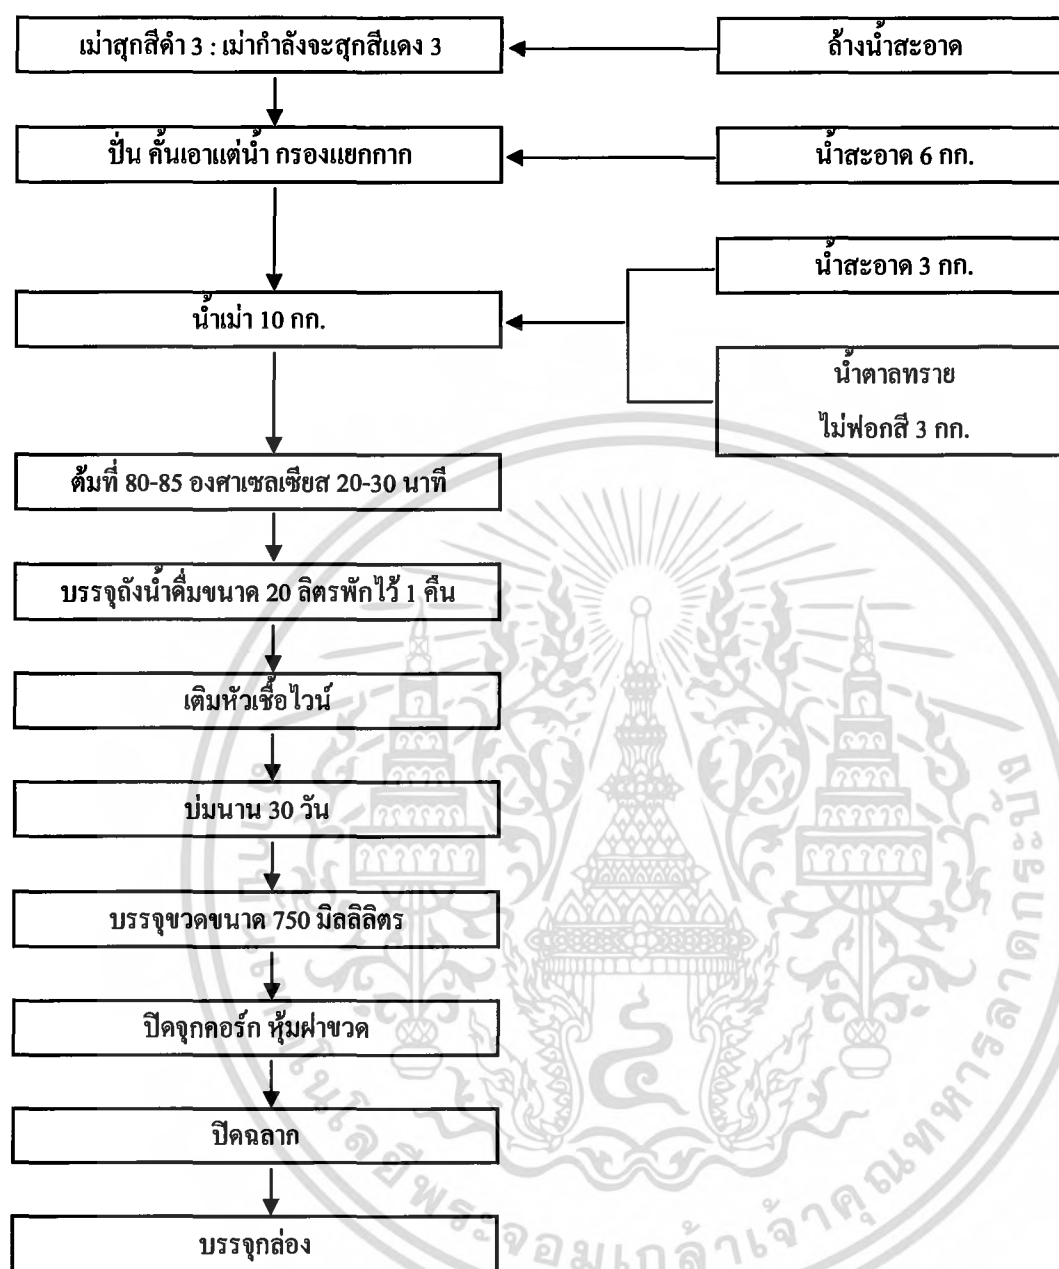 เม่าสุกสีดำ 3 : เม่ากำลังจะสุกสีแดง 3
ล้างน้ำสะอาด
ปั่น คั้นเอาแต่น้ำ กรองแยกกาก
น้ำสะอาด 6 กก.
น้ำสะอาด 3 กก.
น้ำเม่า 10 กก.
น้ำตาลทราย
ไม่ฟอกสี 3 กก.
ต้มที่ 80-85 องศาเซลเซียส 20-30 นาที
บรรจุถังน้ำดื่มขนาด 20 ลิตรพักไว้ 1 คืน
เติมหัวเชื้อไวน์
บ่มนาน 30 วัน
บรรจุขวดขนาด 750 มิลลิลิตร
ปิดจุกคอร์ก หุ้มฝาขวด
ปิดฉลาก
บรรจุกล่อง